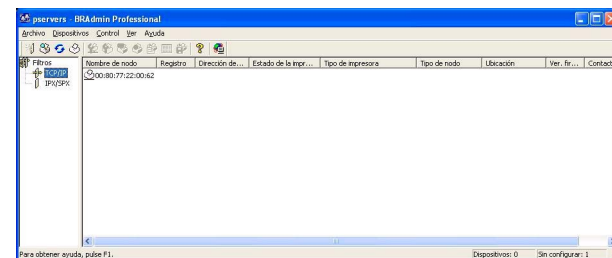 pservers - BRAdmin Professional
Archivo Dispositivos Control Ver Ayuda
Filtros
TCP/IP
IPX/SPX
Nombre de nodo Registro Dirección de... Estado de la impr... Tipo de impresora Tipo de nodo Ubicación Ver. fir... Contact
00:80:77:22:00:62
Para obtener ayuda, pulse F1. Dispositivos: 0 Sin configurar: 1